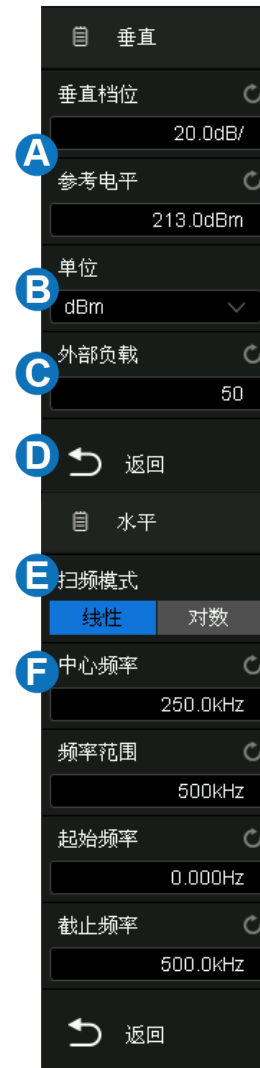 垂直
垂直档位
20.0dB/
A
参考电平
213.0dBm
单位
B
dBm
外部负载
C
50
D
返回
水平
E
扫频模式
线性 对数
F
中心频率
250.0kHz
频率范围
500kHz
起始频率
0.000Hz
截止频率
500.0kHz
返回